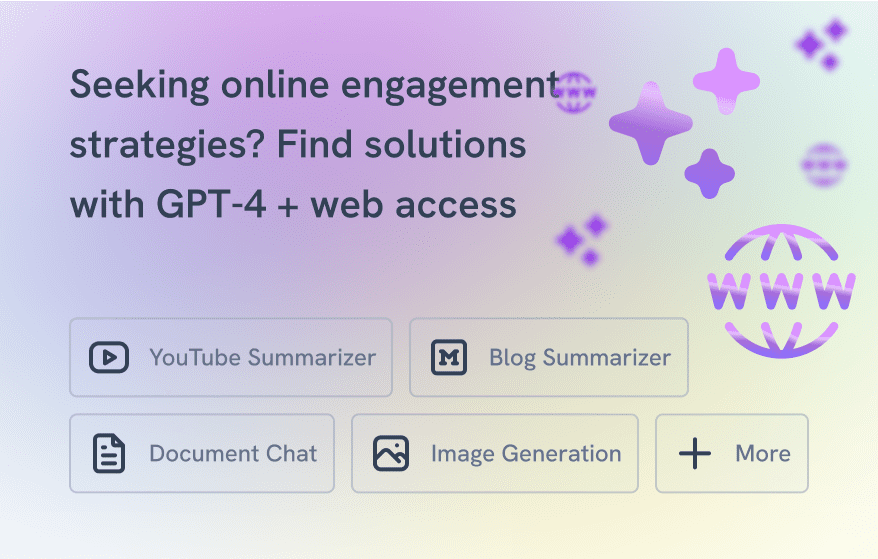 Seeking online engagement
strategies? Find solutions
with GPT-4 + web access
www
WWW
YouTube Summarizer
M Blog Summarizer
Document Chat
Image Generation
More